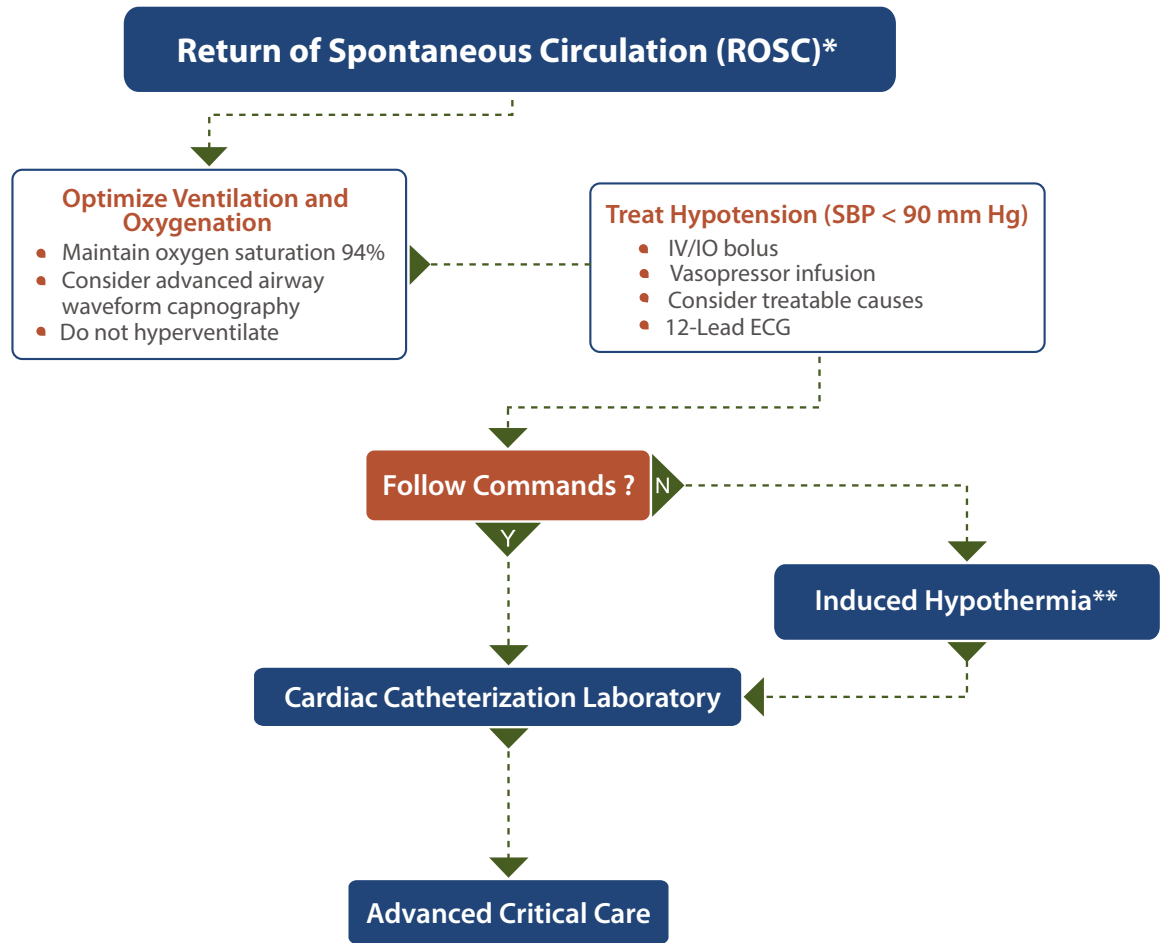 Return of Spontaneous Circulation (ROSC)*
Optimize Ventilation and
Oxygenation
Maintain oxygen saturation 94%
Consider advanced airway
waveform capnography
Do not hyperventilate
Treat Hypotension (SBP < 90 mm Hg)
IV/IO bolus
Vasopressor infusion
Consider treatable causes
12-Lead ECG
Follow Commands ?
N
Y
Induced Hypothermia**
Cardiac Catheterization Laboratory
Advanced Critical Care